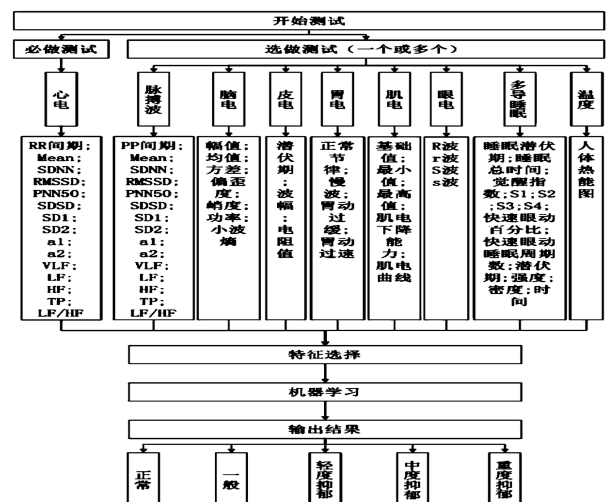 开始测试
必做测试
选做测试（一个或多个）
心电
脉搏波
脑电
皮电
胃电
肌电
眼电
多导睡眠
温度
RR间期;
Mean;
SDNN;
RMSSD;
PNN50;
SDSD;
SD1;
SD2;
a1;
a2;
VLF;
LF;
HF;
TP;
LF/HF
PP间期;
Mean;
SDNN;
RMSSD;
PNN50;
SDSD;
SD1;
SD2;
a1;
a2;
VLF;
LF;
HF;
TP;
LF/HF
幅值;
均值;
方差;
偏歪
度;
峭度;
功率;
小波
熵
潜
伏
期
;
波
幅
;
电
阻
值
正常
节
律;
慢
波;
胃动
过
缓;
胃动
过速
基础
值;
最小
值;
最高
值;
肌电
下降
能
力;
肌电
曲线
R波
r波
S波
s波
睡眠潜伏
期;睡眠
总时间;
觉醒指
数;S1;S2
;S3;S4;
快速眼动
百分比;
快速眼动
睡眠周期
数;潜伏
期;强度;
密度;时
间
人
体
热
能
图
特征选择
机器学习
输出结果
正常
一般
轻度抑郁
中度抑郁
重度抑郁